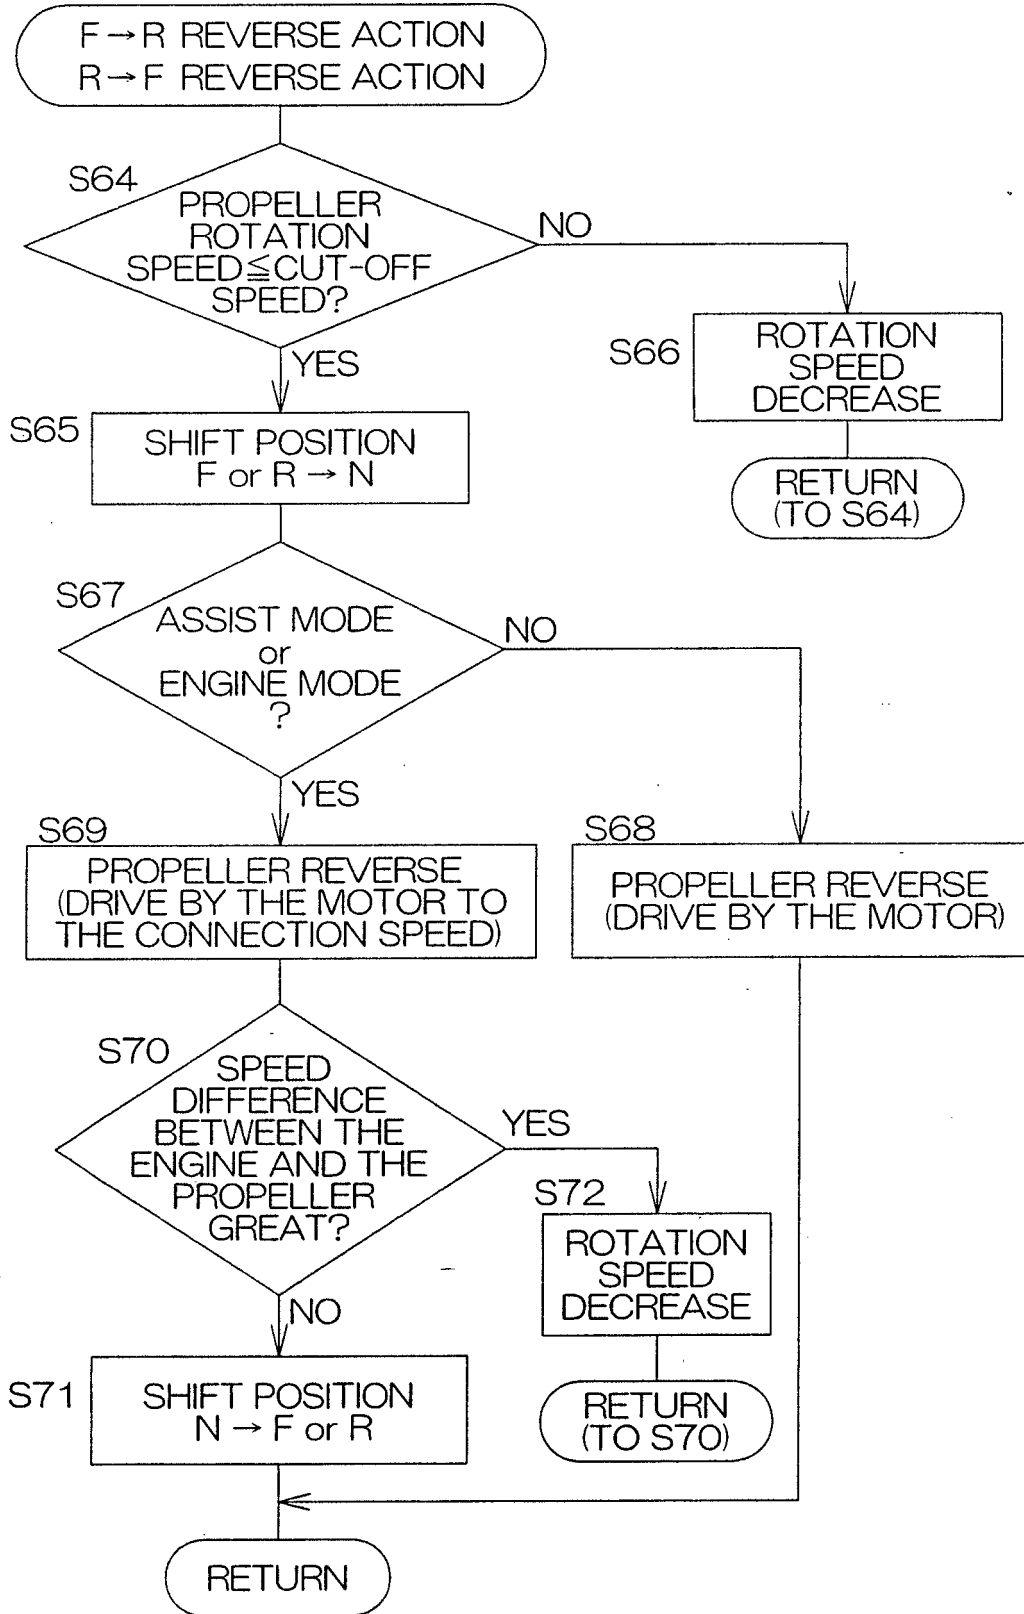 F→R REVERSE ACTION
R→F REVERSE ACTION
S64
PROPELLER
ROTATION
SPEED≦CUT-OFF
SPEED?
NO
YES
S66
ROTATION
SPEED
DECREASE
RETURN
(TO S64)
S65
SHIFT POSITION
F or R → N
S67
ASSIST MODE
or
ENGINE MODE
?
NO
YES
S69
PROPELLER REVERSE
(DRIVE BY THE MOTOR TO
THE CONNECTION SPEED)
S68
PROPELLER REVERSE
(DRIVE BY THE MOTOR)
S70
SPEED
DIFFERENCE
BETWEEN THE
ENGINE AND THE
PROPELLER
GREAT?
YES
NO
S72
ROTATION
SPEED
DECREASE
RETURN
(TO S70)
S71
SHIFT POSITION
N → F or R
RETURN